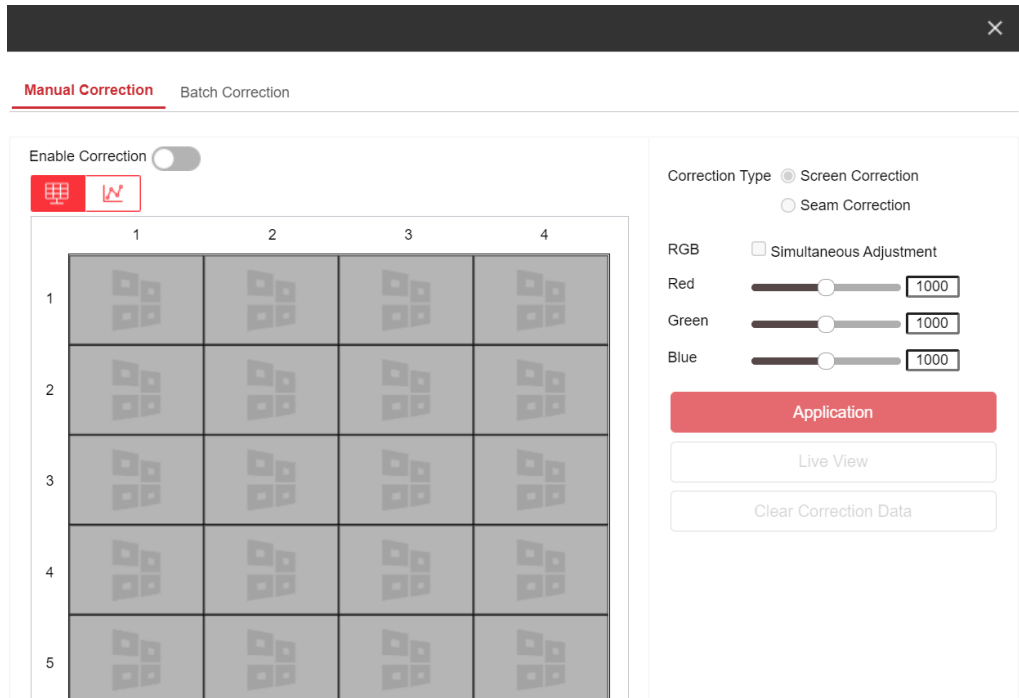 Manual Correction Batch Correction
Enable Correction
1 2 3 4
1
2
3
4
5
Correction Type Screen Correction
Seam Correction
RGB Simultaneous Adjustment
Red 1000
Green 1000
Blue 1000
Application
Live View
Clear Correction Data